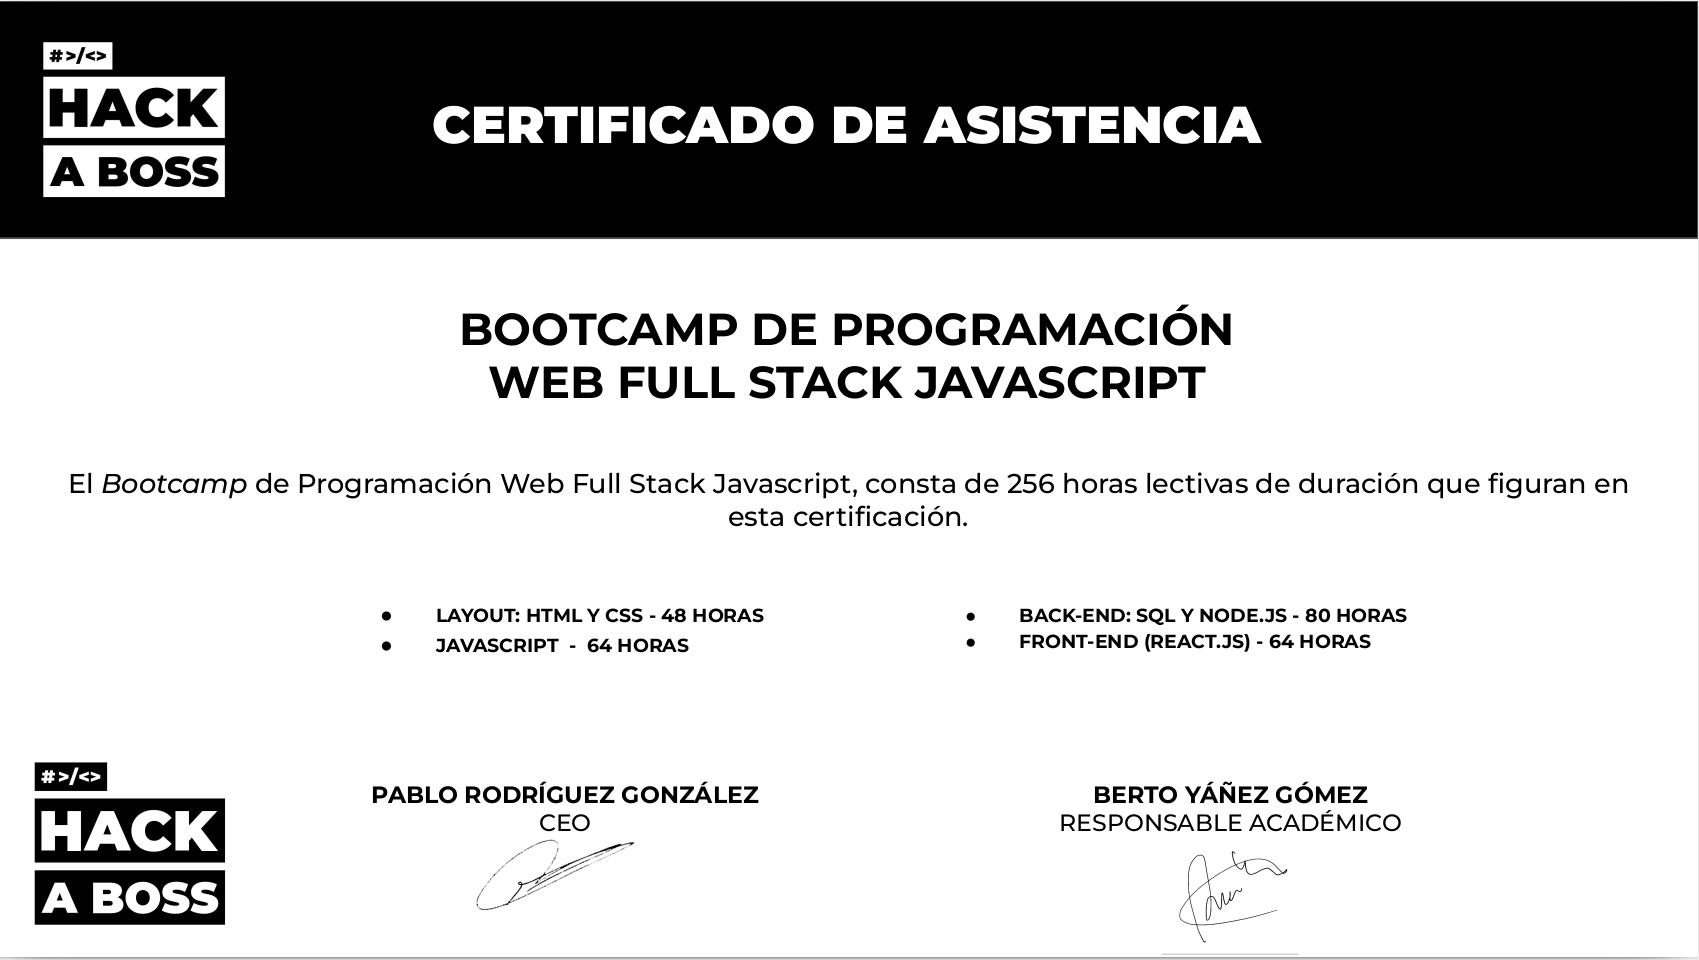 #>/<>
HACK
A BOSS
CERTIFICADO DE ASISTENCIA
BOOTCAMP DE PROGRAMACIÓN
WEB FULL STACK JAVASCRIPT
El Bootcamp de Programación Web Full Stack Javascript, consta de 256 horas lectivas de duración que figuran en
esta certificación.
● LAYOUT: HTML Y CSS - 48 HORAS
● JAVASCRIPT - 64 HORAS
● BACK-END: SQL Y NODE.JS - 80 HORAS
● FRONT-END (REACT.JS) - 64 HORAS
#>/<>
HACK
A BOSS
PABLO RODRÍGUEZ GONZÁLEZ
CEO
BERTO YÁÑEZ GÓMEZ
RESPONSABLE ACADÉMICO